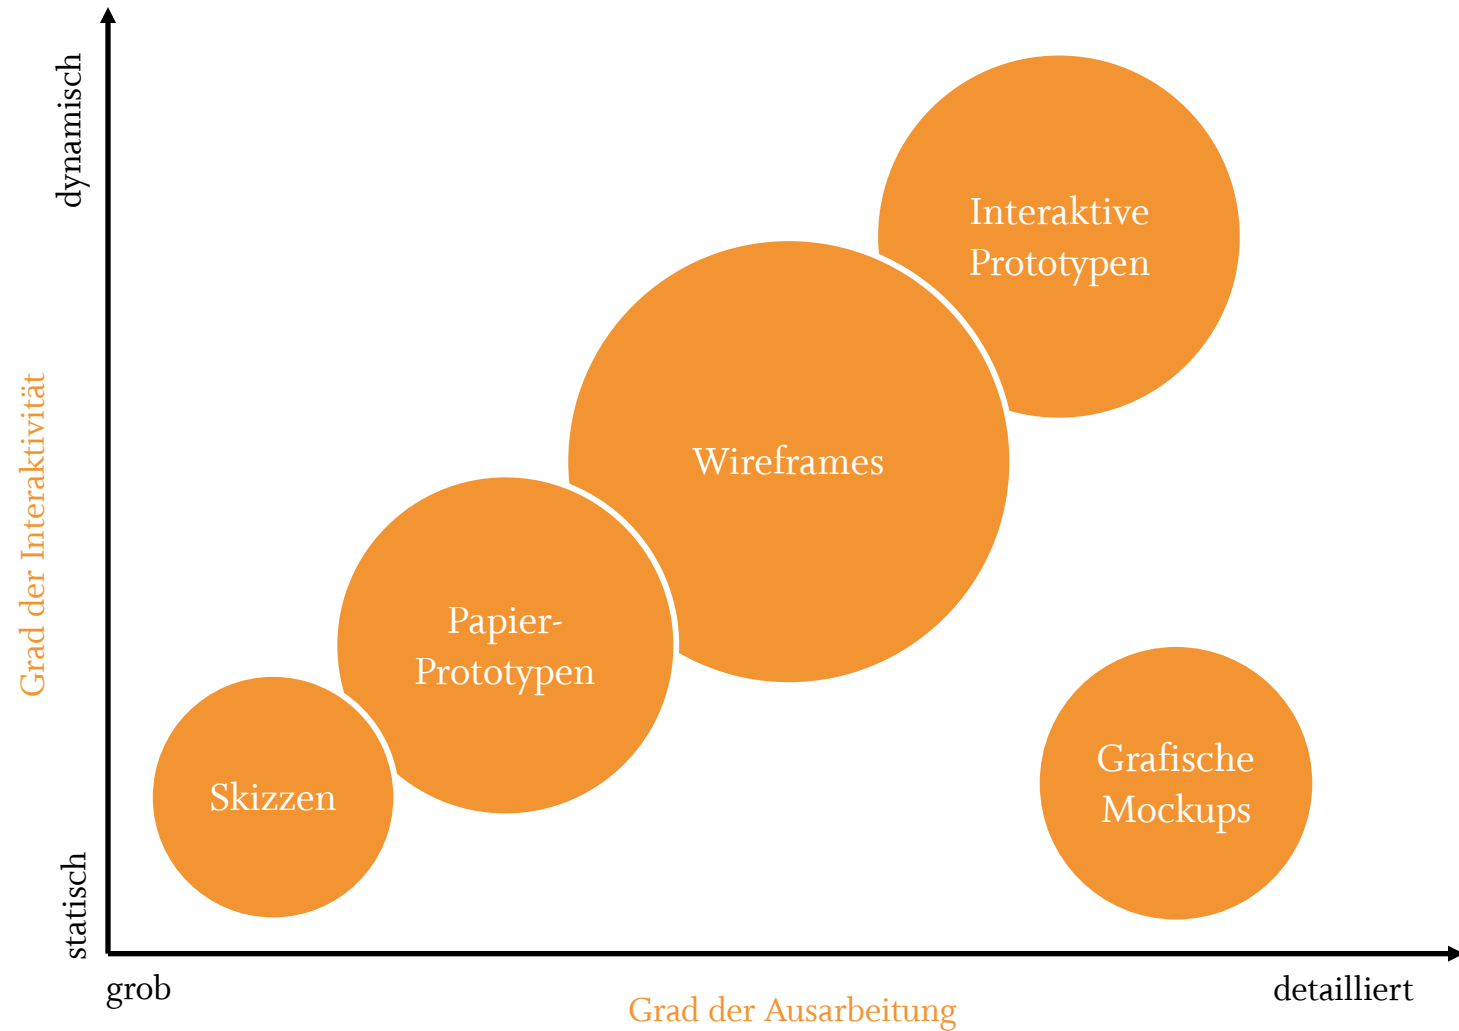 dynamisch
Grad der Interaktivität
statisch
Interaktive
Prototypen
Wireframes
Papier-
Prototypen
Skizzen
Grafische
Mockups
grob
Grad der Ausarbeitung
detailliert